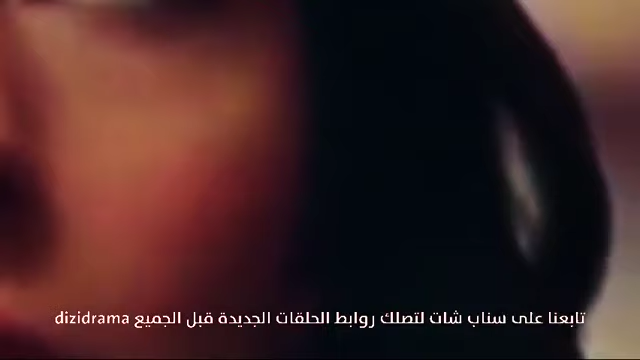 تابعنا على سناب شات لتصلك روابط الحلقات الجديدة قبل الجميع dizidrama